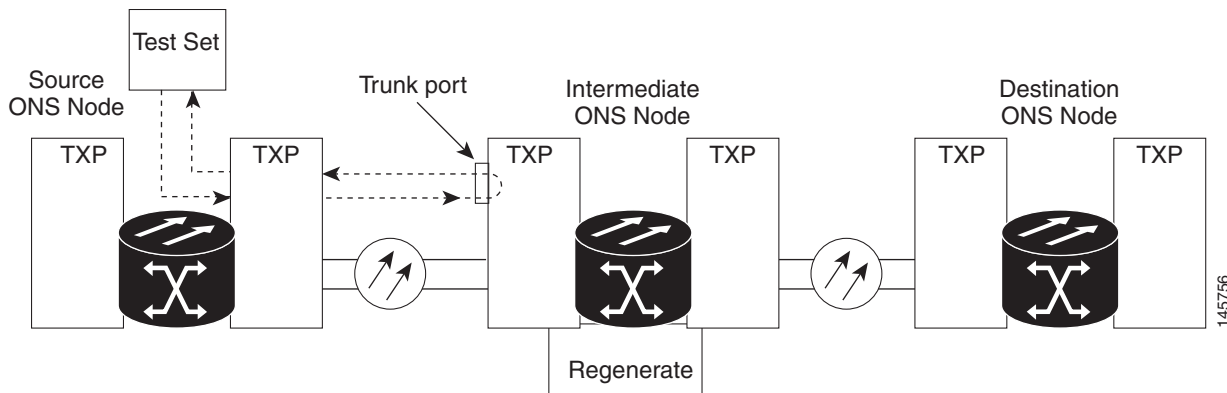 Test Set
Source
ONS Node
Trunk port
Intermediate
ONS Node
Destination
ONS Node
TXP
TXP
TXP
TXP
TXP
TXP
Regenerate
145756